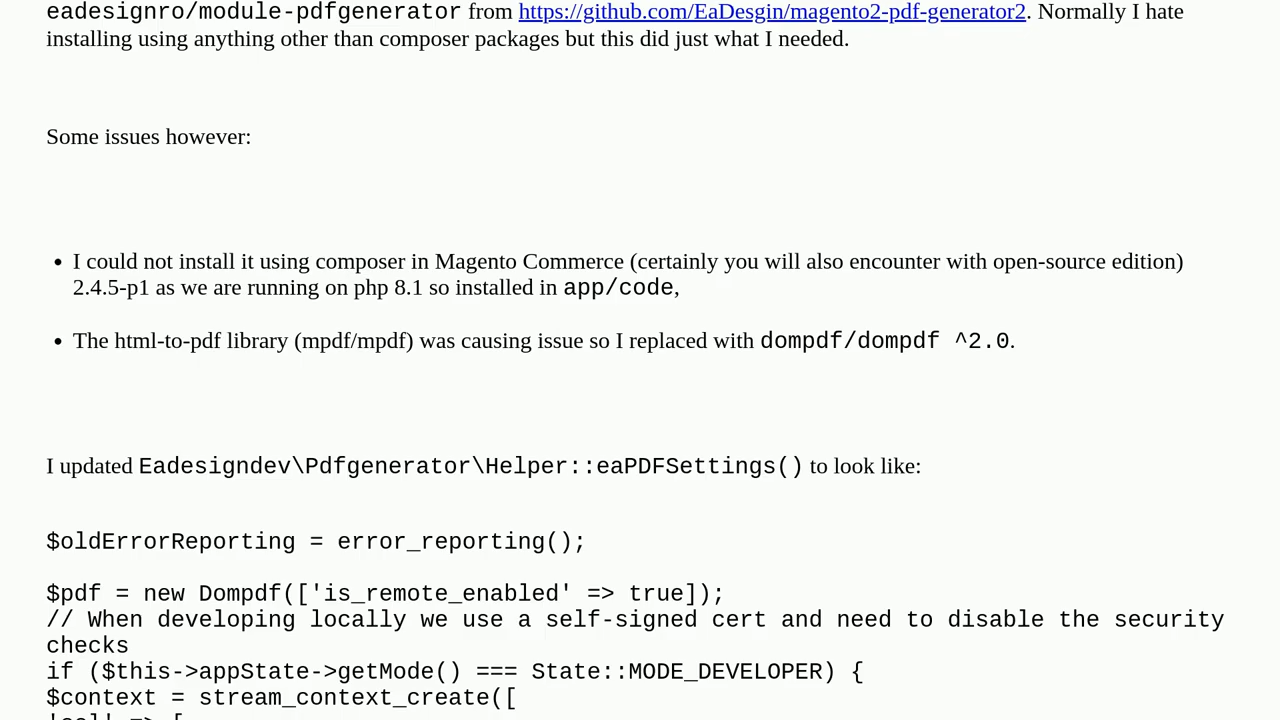 eadesignro/module-pdfgenerator from https://github.com/EaDesgin/magento2-pdf-generator2. Normally I hate
installing using anything other than composer packages but this did just what I needed.
Some issues however:
• I could not install it using composer in Magento Commerce (certainly you will also encounter with open-source edition)
2.4.5-p1 as we are running on php 8.1 so installed in app/code,
• The html-to-pdf library (mpdf/mpdf) was causing issue so I replaced with dompdf/dompdf ^2.0.
I updated Eadesigndev\Pdfgenerator\Helper::eaPDFSettings() to look like:
$oldErrorReporting = error_reporting();
$pdf = new Dompdf(['is_remote_enabled' => true]);
// When developing locally we use a self-signed cert and need to disable the security
checks
if ($this->appState->getMode() === State::MODE_DEVELOPER) {
$context = stream_context_create([
'ssl' => [